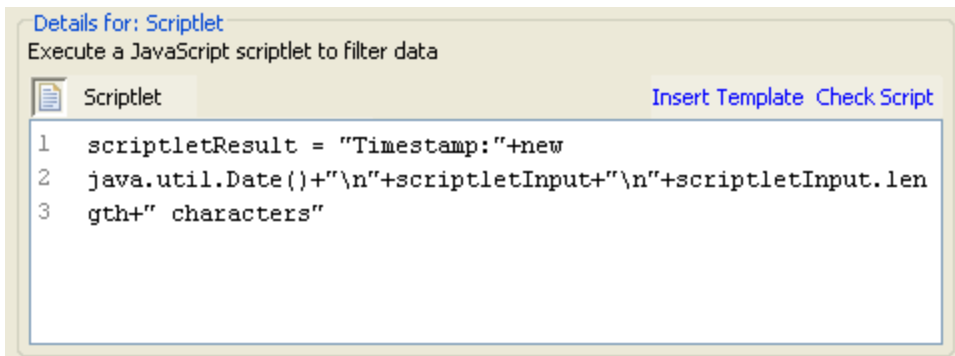 Details for: Scriptlet
Execute a JavaScript scriptlet to filter data
Scriptlet Insert Template Check Script
1 scriptletResult = "Timestamp:"+new
2 java.util.Date()+"\n"+scriptletInput+"\n"+scriptletInput.len
3 gth+" characters"